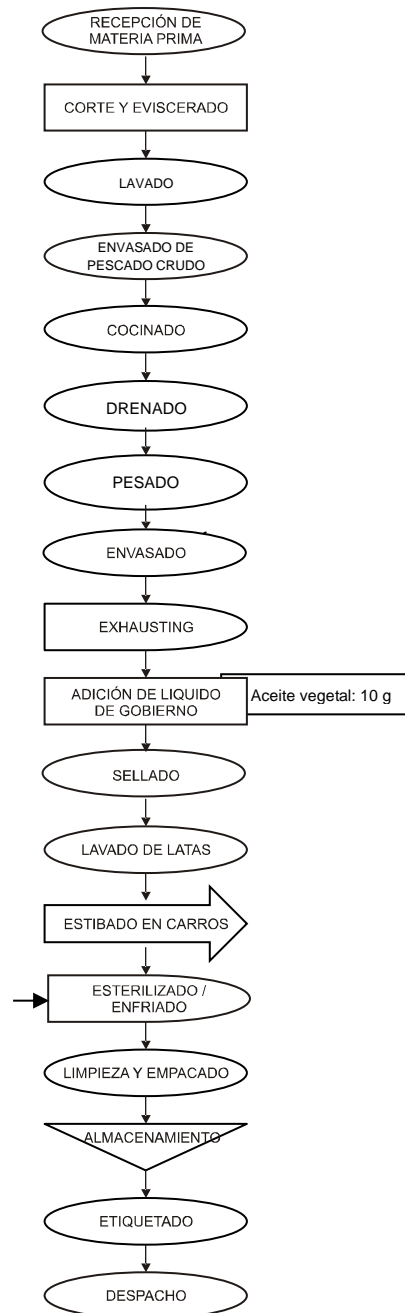 RECEPCIÓN DE
MATERIA PRIMA
CORTE Y EVISCERADO
LAVADO
ENVASADO DE
PESCADO CRUDO
COCINADO
DRENADO
PESADO
ENVASADO
EXHAUSTING
ADICIÓN DE LIQUIDO
DE GOBIERNO
Aceite vegetal: 10 g
SELLADO
LAVADO DE LATAS
ESTIBADO EN CARROS
ESTERILIZADO /
ENFRIADO
LIMPIEZA Y EMPACADO
ALMACENAMIENTO
ETIQUETADO
DESPACHO